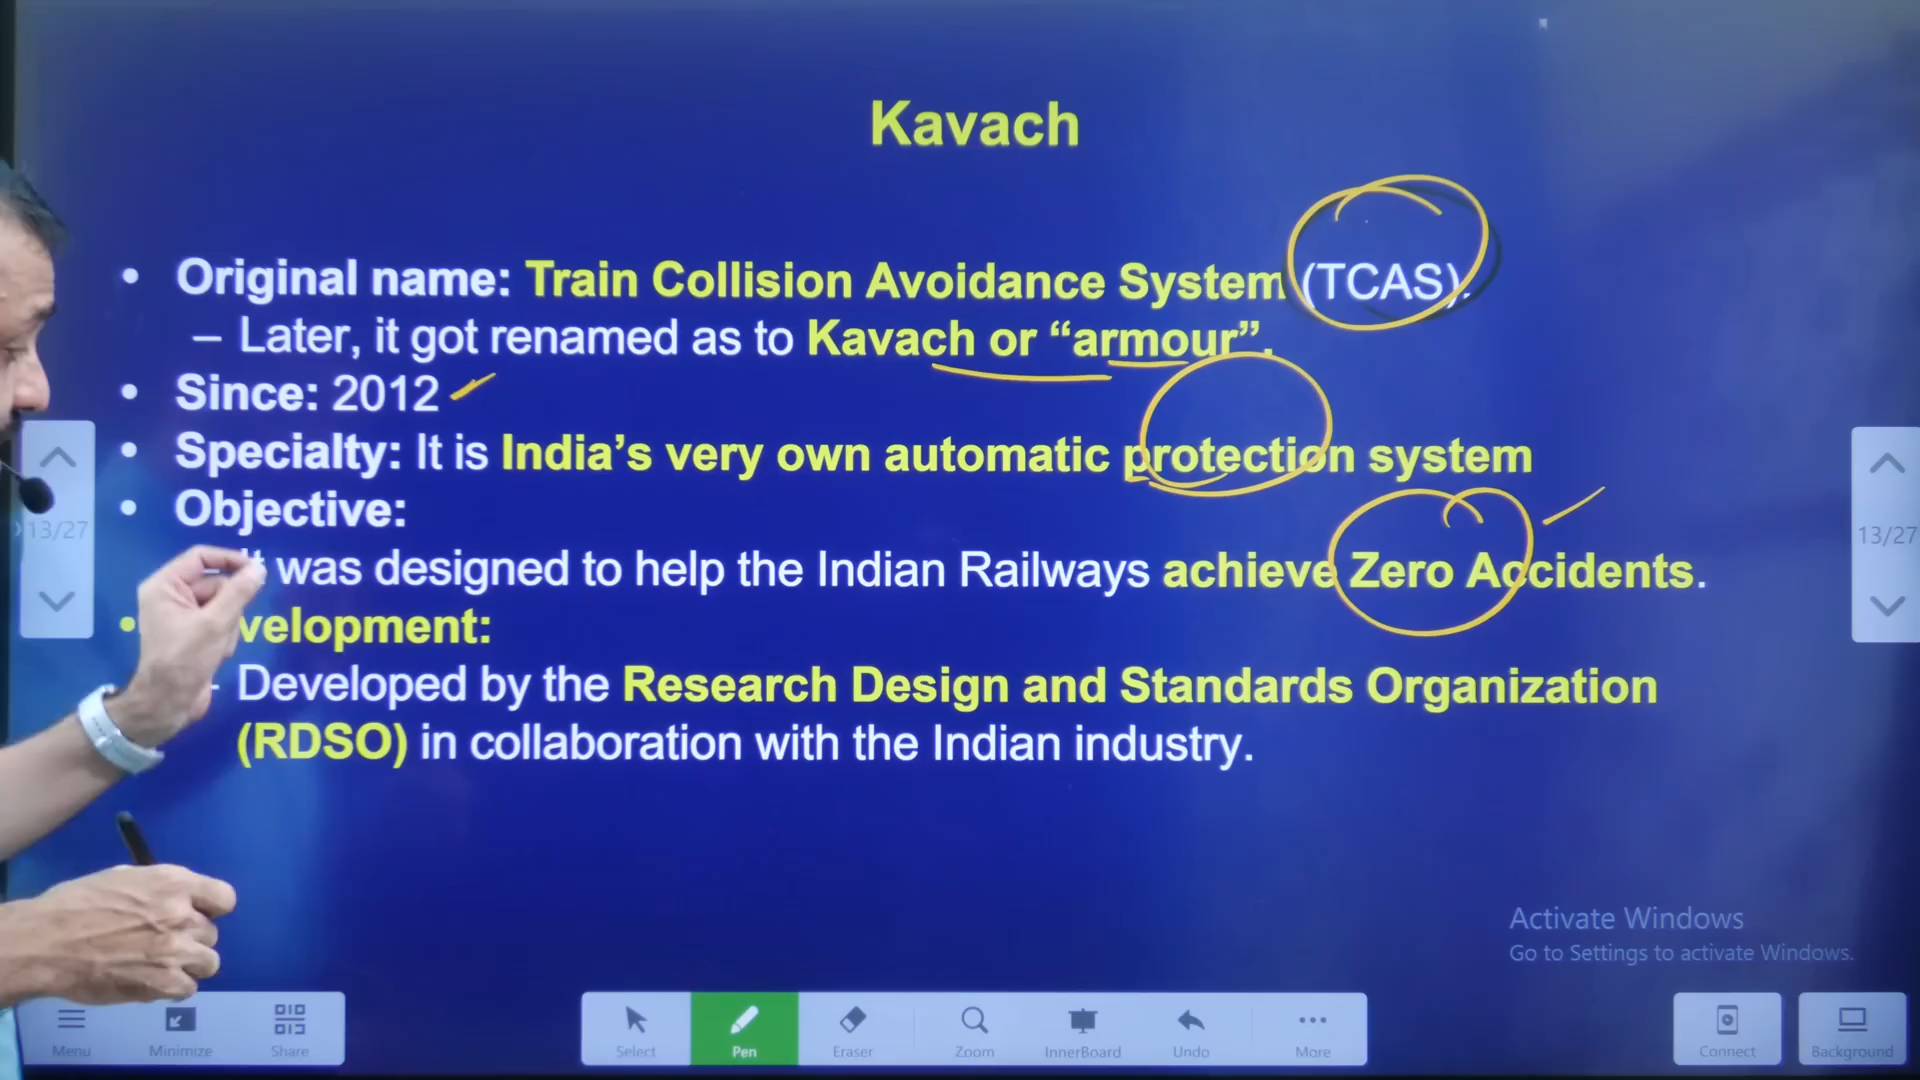 Kavach
• Original name: Train Collision Avoidance System (TCAS).
– Later, it got renamed as to Kavach or “armour”.
• Since: 2012
• Specialty: It is India’s very own automatic protection system
• Objective:
was designed to help the Indian Railways achieve Zero Accidents.
• velopment:
- Developed by the Research Design and Standards Organization
(RDSO) in collaboration with the Indian industry.
13/27
13/27
Activate Windows
Go to Settings to activate Windows.
Menu Minimize Share Select Pen Eraser Zoom InnerBoard Undo More Connect Background